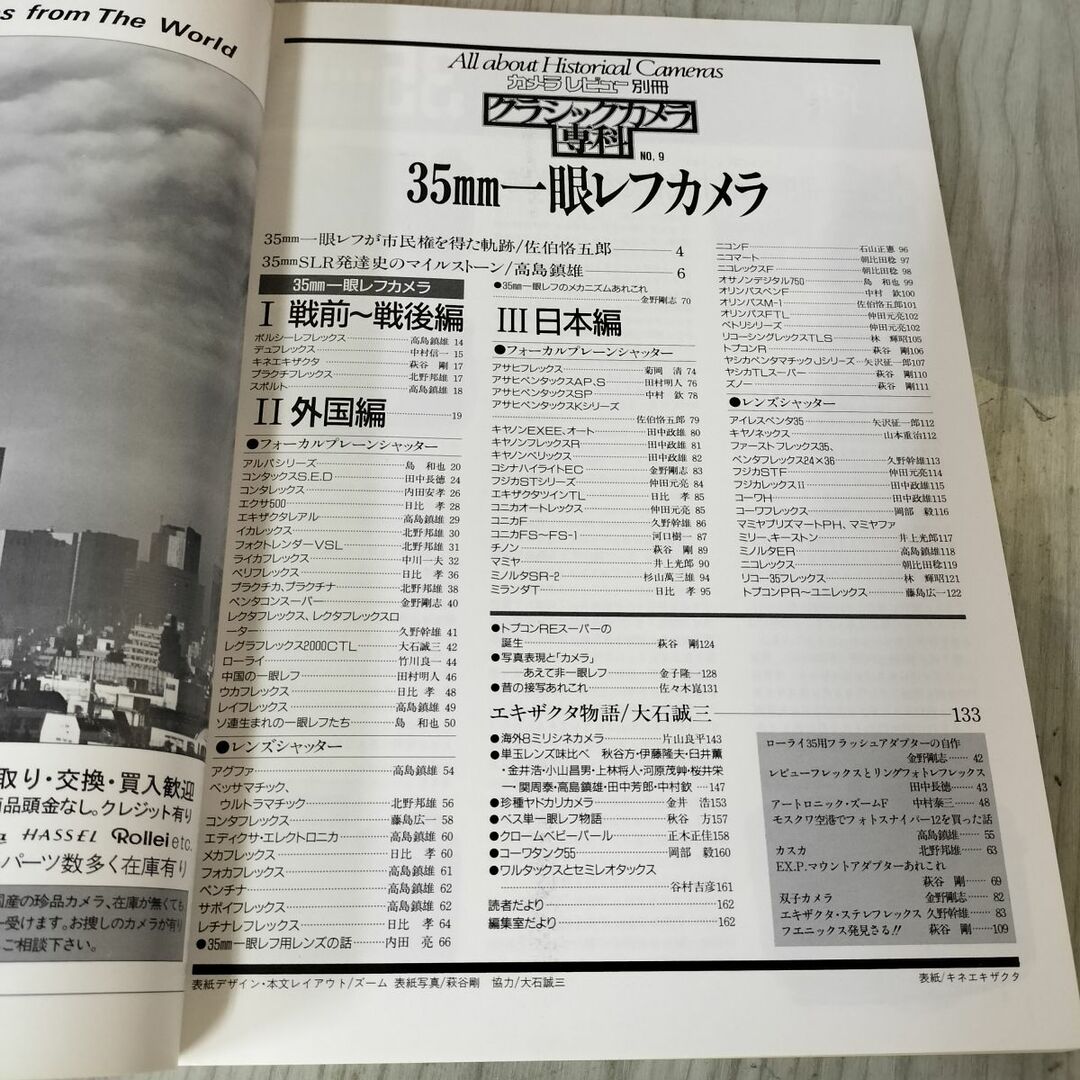 es from The World
取り・交換・買入歓迎
商品頭金なし。クレジット有り
HASSEL Rollei etc.
パーツ数多く在庫有り
国産の珍品カメラ、在庫が無くても
受けます。お捜しのカメラが有り
ご相談下さい。
All about Historical Cameras
カメラレビュー別冊
クラシックカメラ
専科
NO, 9
35mm一眼レフカメラ
35mm一眼レフが市民権を得た軌跡/佐伯恪五郎 4
35mmSLR発達史のマイルストーン/高島鎮雄 6
35mm一眼レフカメラ
I 戦前〜戦後編
ボルシーレフレックス 高島鎮雄 14
デュフレックス 中村信一 15
キネエキザクタ 萩谷 剛 17
プラクチフレックス 北野邦雄 17
スポルト 高島鎮雄 18
II 外国編 19
●フォーカルプレーンシャッター
アルパシリーズ 島 和也 20
コンタックスS.E.D 田中長徳 24
コンタレックス 内田安孝 26
エクサ500 日比 孝 28
エキザクタレアル 高島鎮雄 29
イカレックス 北野邦雄 30
フォクトレンダーVSL 北野邦雄 31
ライカフレックス 中川一夫 32
ペリフレックス 日比 孝 36
プラクチカ、プラクチナ 北野邦雄 38
ペンタコンスーパー 金野剛志 40
レクタフレックス、レクタフレックスロ
ーター 久野幹雄 41
レグラフレックス2000CTL 大石誠三 42
ローライ 竹川良一 44
中国の一眼レフ 田村明人 46
ウカフレックス 日比 孝 48
レイフレックス 高島鎮雄 49
ソ連生まれの一眼レフたち 島 和也 50
●レンズシャッター
アグファ 高島鎮雄 54
ベッサマチック、
ウルトラマチック 北野邦雄 56
コンタフレックス 藤島広一 58
エディクサ・エレクトロニカ 高島鎮雄 60
メカフレックス 日比 孝 60
フォカフレックス 高島鎮雄 61
ペンチナ 高島鎮雄 62
サボイフレックス 高島鎮雄 62
レチナレフレックス 日比 孝 64
●35mm一眼レフ用レンズの話 内田 亮 66
●35mm一眼レフのメカニズムあれこれ
金野剛志 70
III 日本編
●フォーカルプレーンシャッター
アサヒフレックス 菊岡 清 74
アサヒペンタックスAP、S 田村明人 76
アサヒペンタックスSP 中村 欽 78
アサヒペンタックスKシリーズ
佐伯恪五郎 79
キヤノンEXEE、オート 田中政雄 80
キヤノンフレックスR 田中政雄 81
キヤノンペリックス 田中政雄 82
コシナハイライトEC 金野剛志 83
フジカSTシリーズ 仲田元亮 84
エキザクタツインTL 日比 孝 85
コニカオートレックス 仲田元亮 85
コニカF 久野幹雄 86
コニカFS〜FS-1 河口樹一 87
チノン 萩谷 剛 89
マミヤ 井上光郎 90
ミノルタSR-2 杉山萬三雄 94
ミランダT 日比 孝 95
ニコンF 石山正憲 96
ニコマート 朝比田稔 97
ニコレックスF 朝比田稔 98
オサノンデジタル750 島 和也 99
オリンパスペンF 中村 欽100
オリンパスM-1 佐伯恪五郎101
オリンパスFTL 仲田元亮102
ペトリシリーズ 仲田元亮102
リコーシングレックスTLS 林 輝昭105
トプコンR 萩谷 剛106
ヤシカペンタマチックJシリーズ 矢沢征一郎107
ヤシカTLスーパー 萩谷 剛110
ズノー 萩谷 剛111
●レンズシャッター
アイレスペンタ35 矢沢征一郎112
キヤノネックス 山本重治112
ファーストフレックス35、
ペンタフレックス24×36 久野幹雄113
フジカSTF 仲田元亮114
フジカレックスII 田中政雄115
コーワH 田中政雄115
コーワフレックス 岡部 毅116
マミヤプリズマートPH、マミヤファ
ミリー、キーストン 井上光郎117
ミノルタER 高島鎮雄118
ニコレックス 朝比田稔119
リコー35フレックス 林 輝昭121
トプコンPR〜ユニレックス 藤島広一122
●トプコンREスーパーの
誕生 萩谷 剛124
●写真表現と「カメラ」
あえて非一眼レフ 金子隆一128
●昔の接写あれこれ 佐々木崑131
エキザクタ物語/大石誠三 133
●海外8ミリシネカメラ 片山良平143
●単玉レンズ味比べ 秋谷方・伊藤隆夫・臼井薫
・金井浩・小山昌男・上林将人・河原茂艸・桜井栄
一・関周泰・高島鎮雄・田中芳郎・中村欽 147
●珍種ヤドカリカメラ 金井 浩153
●ベス単一眼レフ物語 秋谷 方157
●クロームベビーパール 正木正佳158
●コーワタンク55 岡部 毅160
●ワルタックスとセミレオタックス
谷村吉彦161
読者だより 162
編集室だより 162
ローライ35用フラッシュアダプターの自作
金野剛志 42
レビューフレックスとリングフォトレフレックス
田中長徳 43
アートロニック・ズームF 中村泰三 48
モスクワ空港でフォトスナイパー12を買った話
高島鎮雄 55
カスカ 北野邦雄 63
EX.P.マウントアダプターあれこれ
萩谷 剛 69
双子カメラ 金野剛志 82
エキザクタ・ステレフレックス 久野幹雄 83
フエニックス発見さる!! 萩谷 剛 109
表紙デザイン・本文レイアウト/ズーム 表紙写真/萩谷剛 協力/大石誠三
表紙/キネエキザクタ